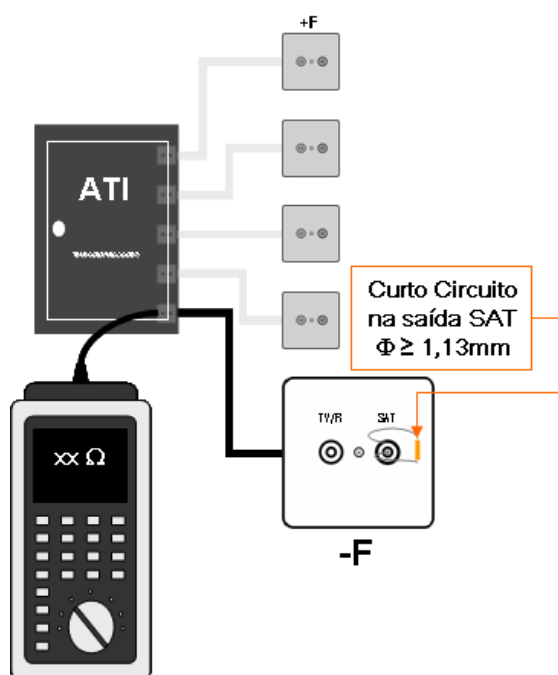 +F
ATI
Curto Circuito
na saída SAT
Φ ≥ 1,13mm
TV/R SAT
xx Ω
-F